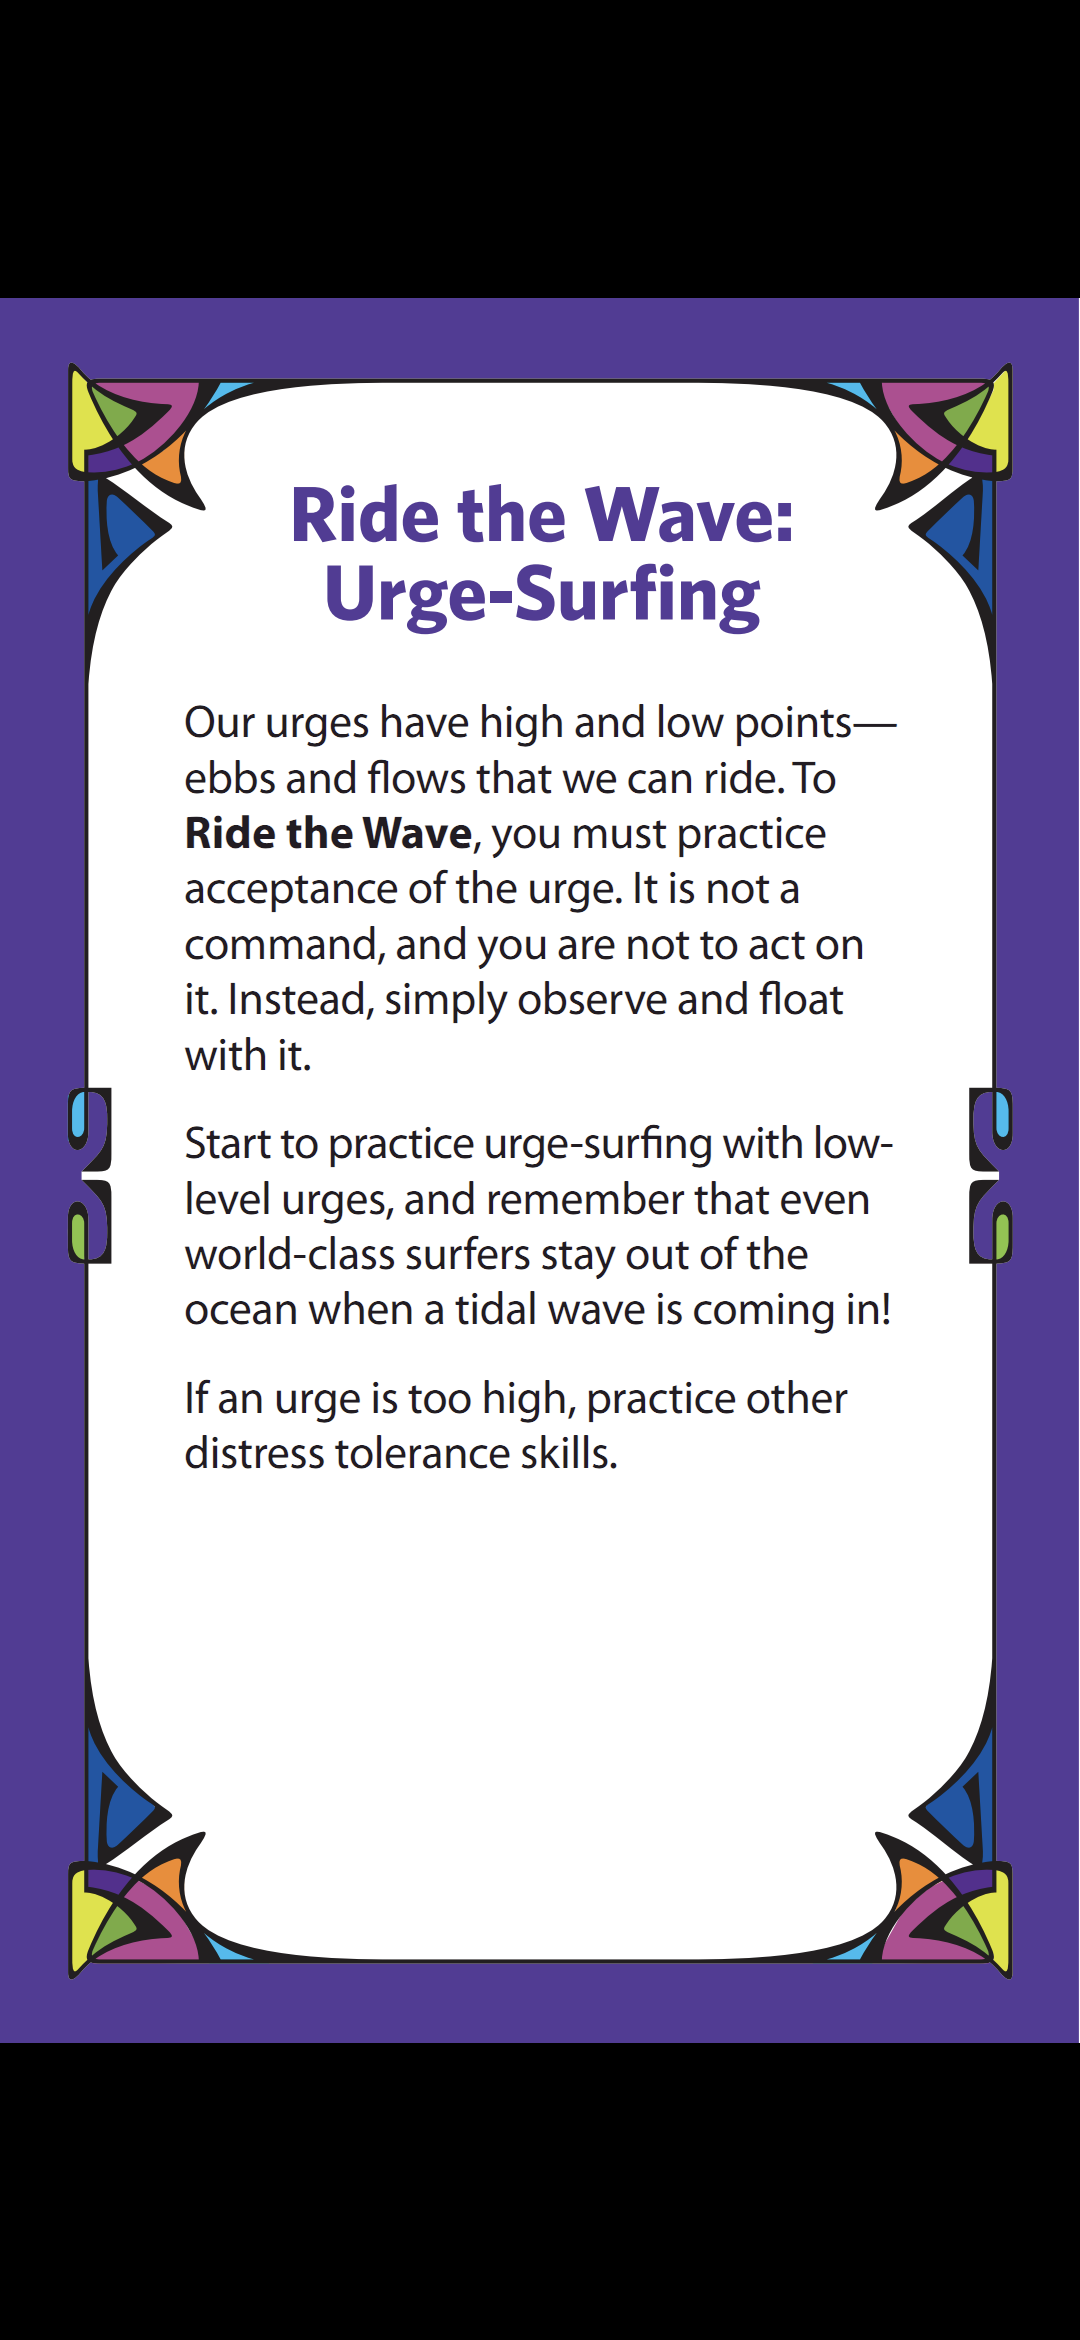 Ride the Wave:
Urge-Surfing
Our urges have high and low points—
ebbs and flows that we can ride. To
Ride the Wave, you must practice
acceptance of the urge. It is not a
command, and you are not to act on
it. Instead, simply observe and float
with it.
Start to practice urge-surfing with low-
level urges, and remember that even
world-class surfers stay out of the
ocean when a tidal wave is coming in!
If an urge is too high, practice other
distress tolerance skills.